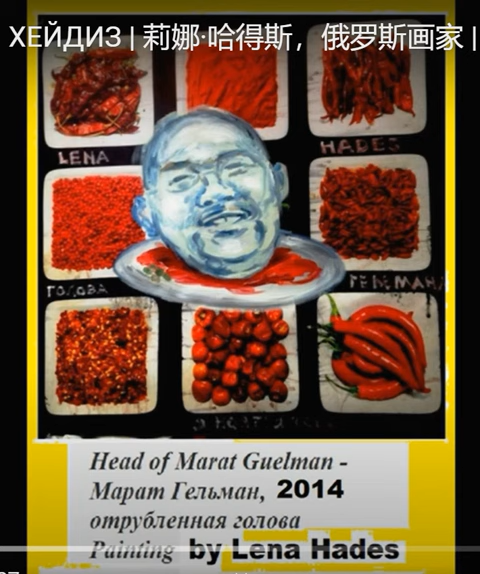 ХЕЙДИЗ | 莉娜·哈得斯，俄罗斯画家 |
LENA
HADES
ГОЛОВА
ГЕЛЬМАНА
Head of Marat Guelman -
Марат Гельман, 2014
отрубленная голова
Painting by Lena Hades